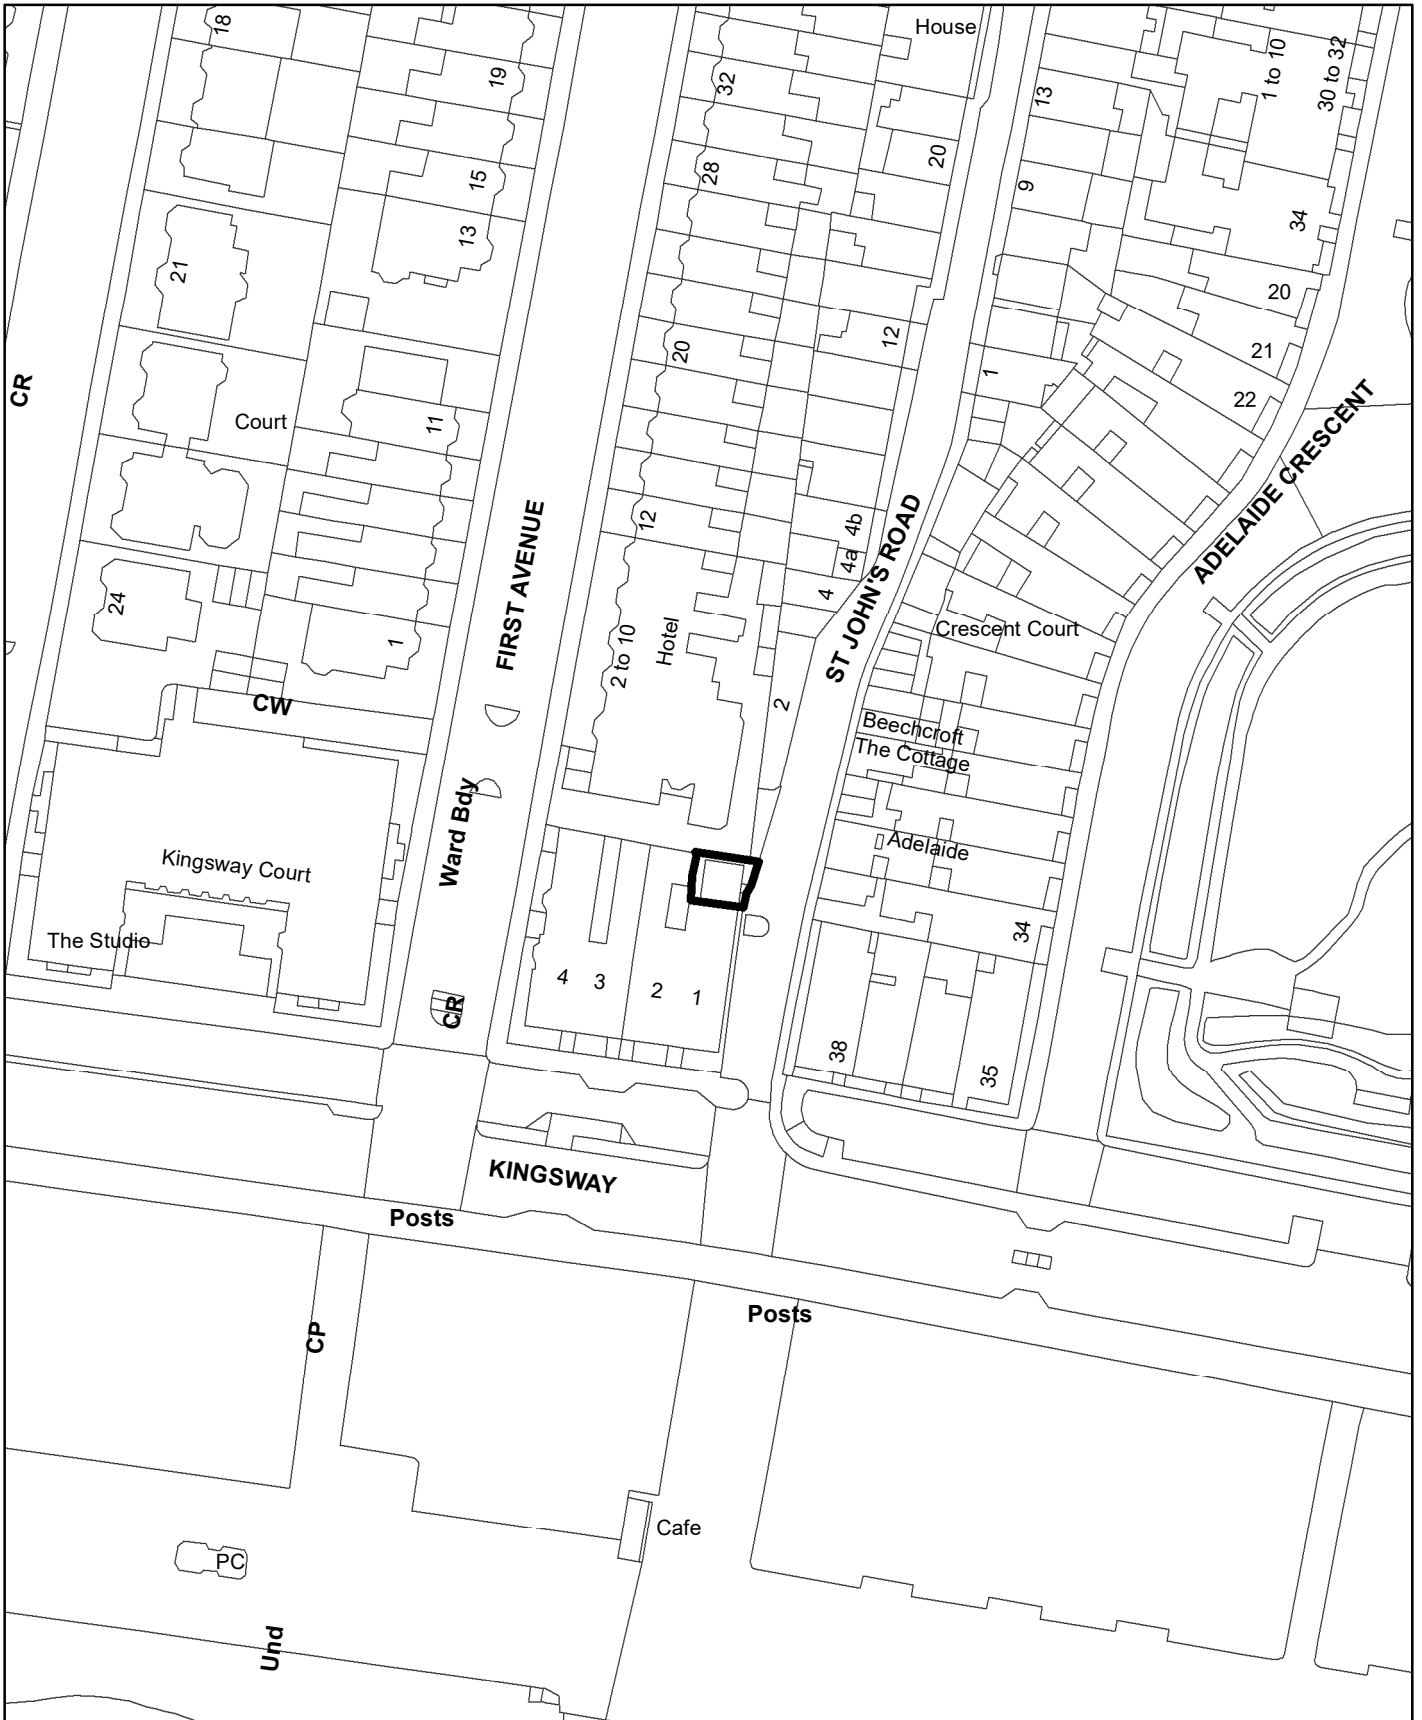 18
House
19
32
13
1 to 10
30 to 32
15
28
20
9
13
34
21
20
12
20
21
1
22
CR
Court
11
ADELAIDE CRESCENT
12
4b
FIRST AVENUE
ST JOHN'S ROAD
4a
24
4
1
2 to 10
Hotel
Crescent Court
CW
2
Beechcroft
The Cottage
Ward Bdy
Adelaide
Kingsway Court
The Studio
34
4
3
2
1
CR
38
35
KINGSWAY
Posts
Posts
CP
Cafe
PC
Und